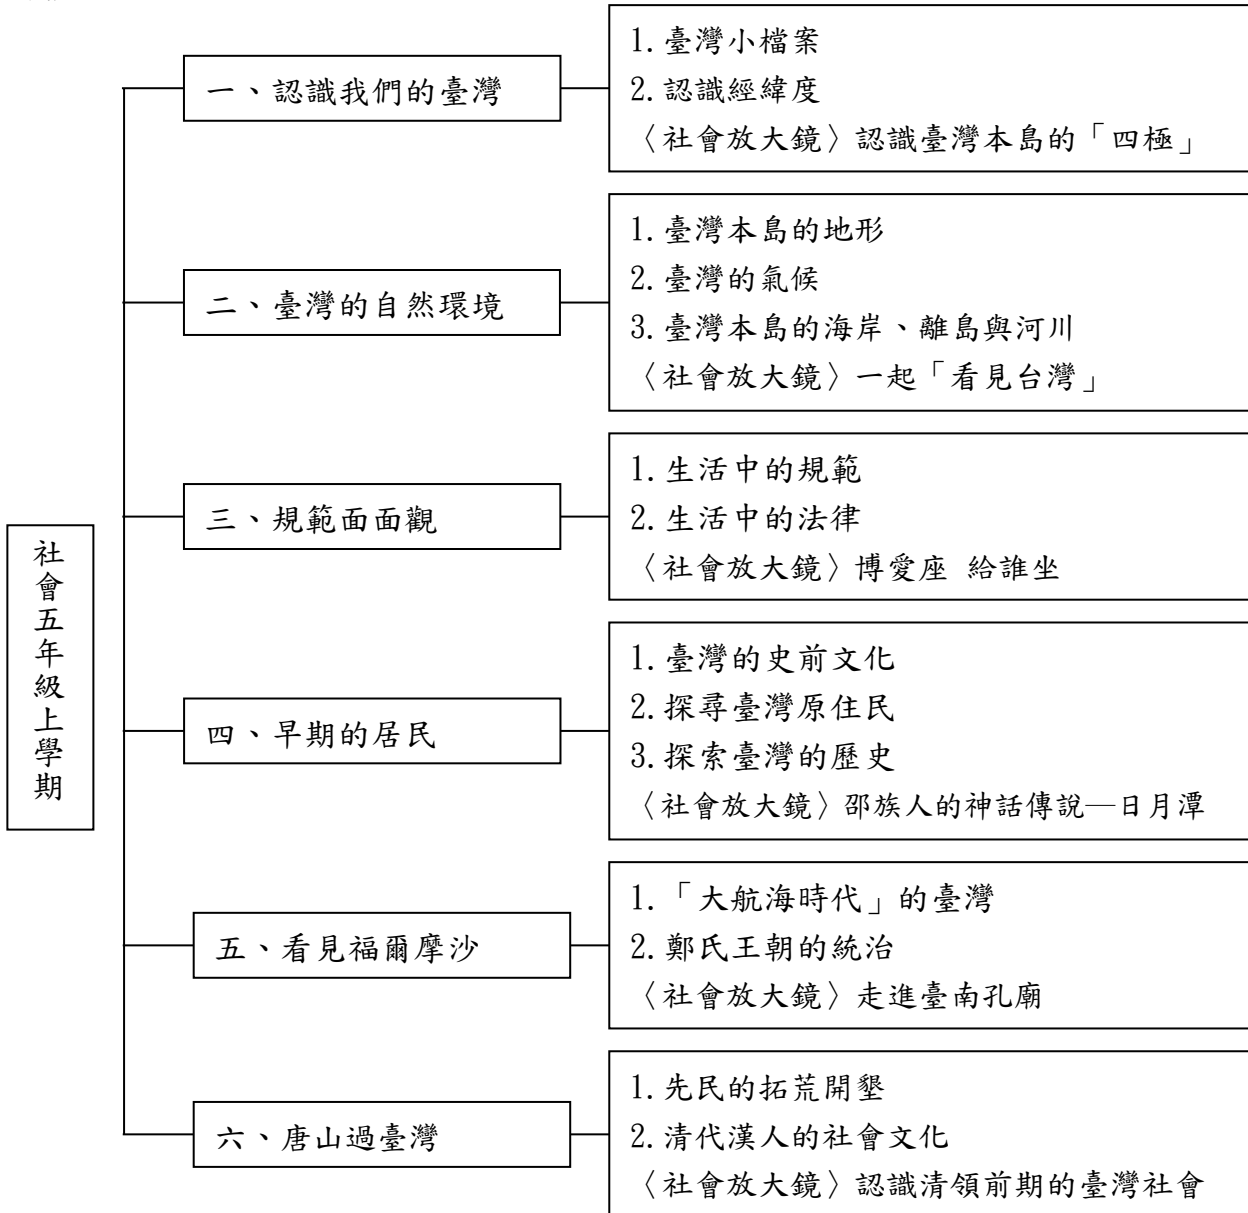 社會五年級上學期
一、認識我們的臺灣
1.臺灣小檔案
2.認識經緯度
〈社會放大鏡〉認識臺灣本島的「四極」
二、臺灣的自然環境
1.臺灣本島的地形
2.臺灣的氣候
3.臺灣本島的海岸、離島與河川
〈社會放大鏡〉一起「看見台灣」
三、規範面面觀
1.生活中的規範
2.生活中的法律
〈社會放大鏡〉博愛座 給誰坐
四、早期的居民
1.臺灣的史前文化
2.探尋臺灣原住民
3.探索臺灣的歷史
〈社會放大鏡〉邵族人的神話傳說—日月潭
五、看見福爾摩沙
1.「大航海時代」的臺灣
2.鄭氏王朝的統治
〈社會放大鏡〉走進臺南孔廟
六、唐山過臺灣
1.先民的拓荒開墾
2.清代漢人的社會文化
〈社會放大鏡〉認識清領前期的臺灣社會